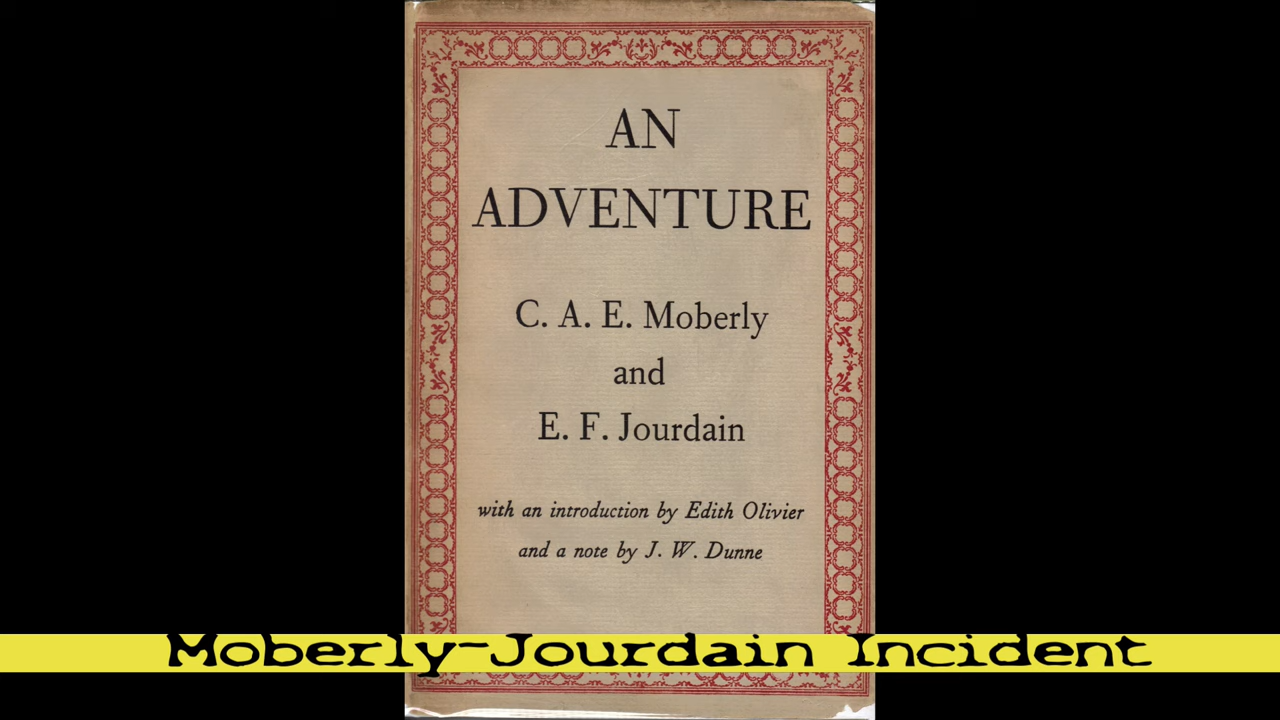 AN
ADVENTURE
C. A. E. Moberly
and
E. F. Jourdain
with an introduction by Edith Olivier
and a note by J. W. Dunne
Moberly-Jourdain Incident